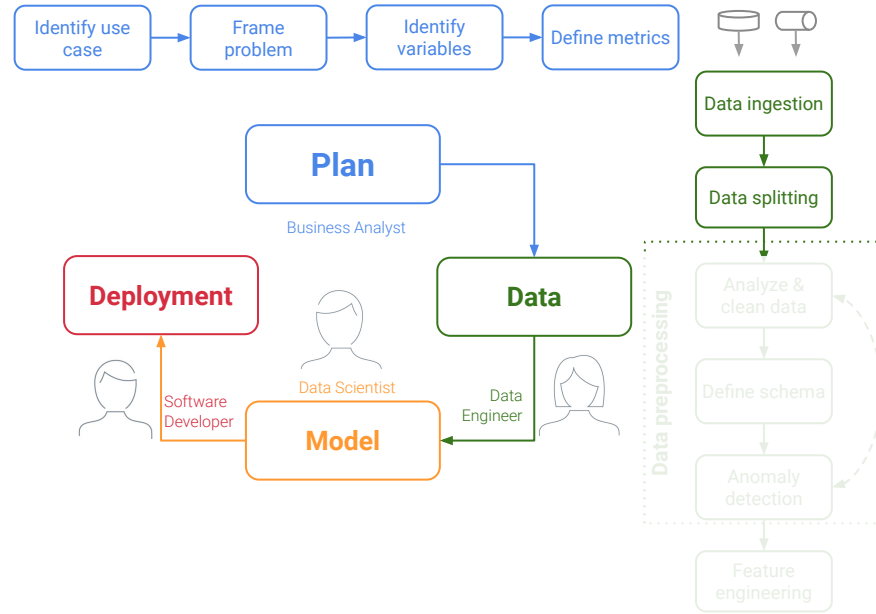 Identify use
case
Frame
problem
Identify
variables
Define metrics
Data ingestion
Data splitting
Plan
Business Analyst
Deployment
Data
Data Scientist
Software
Developer
Data
Engineer
Model
Data preprocessing
Analyze &
clean data
Define schema
Anomaly
detection
Feature
engineering